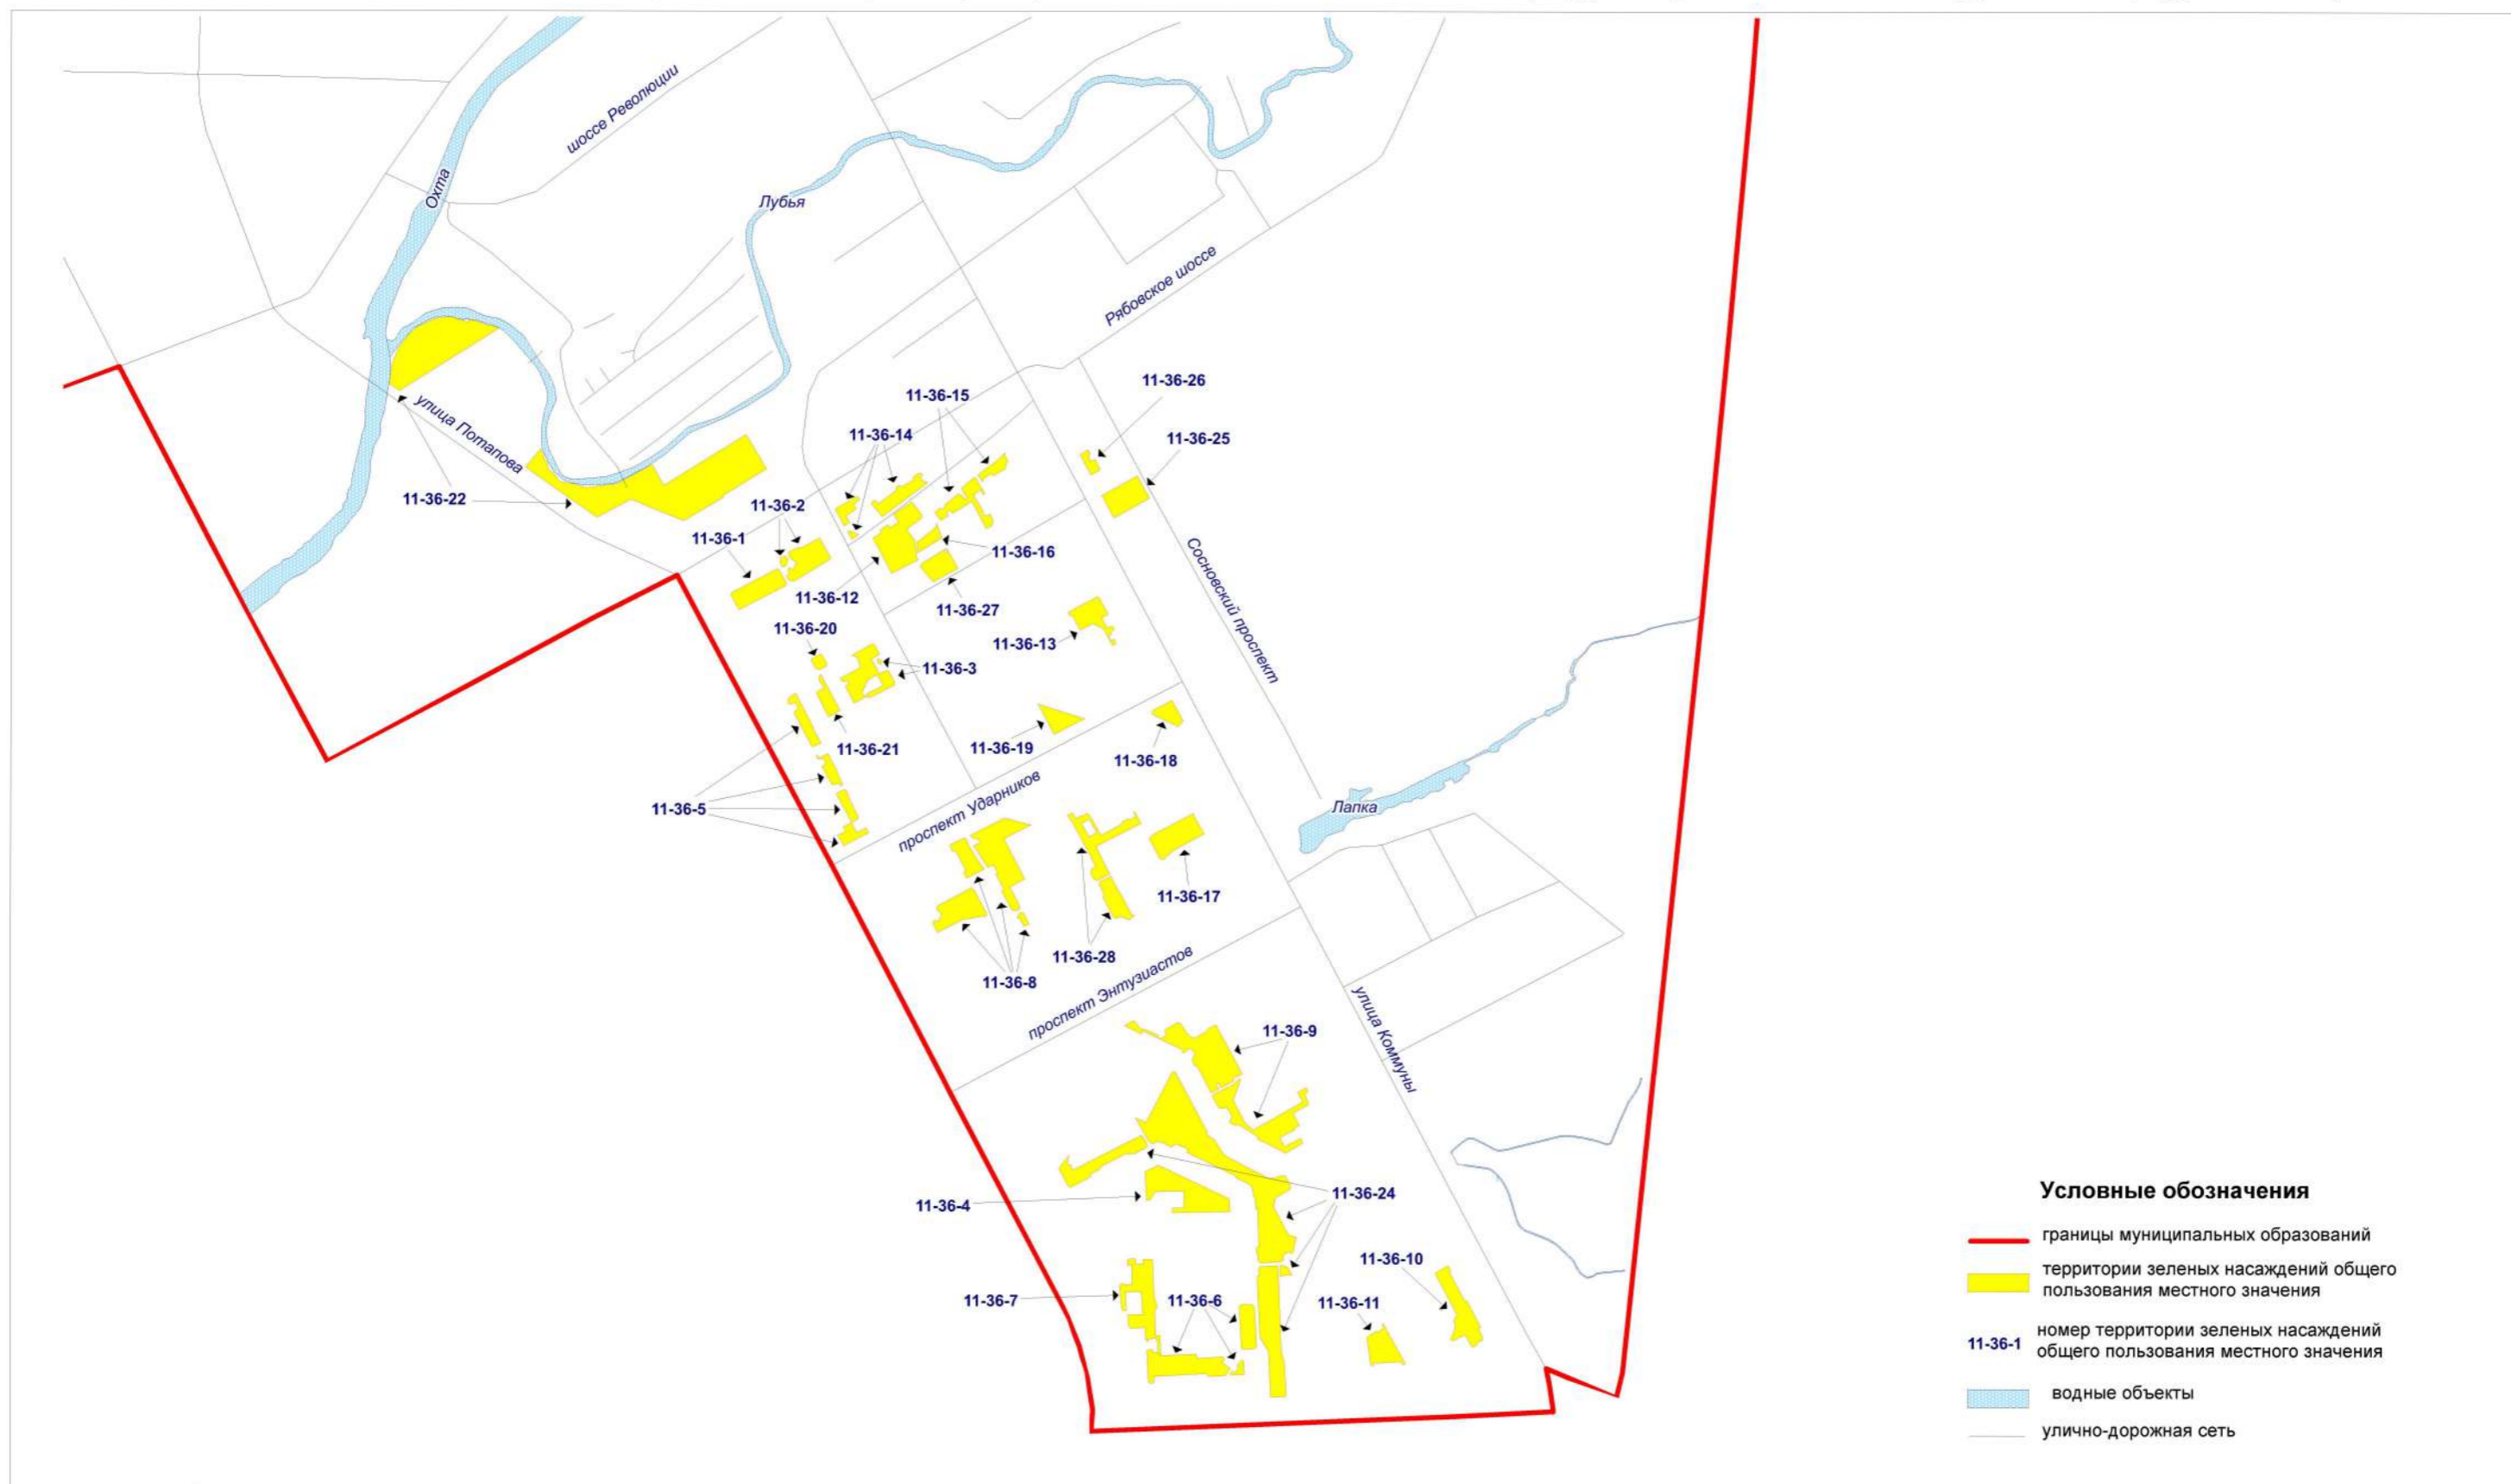 шоссе Революции
Охта
Лубья
Рябовское шоссе
11-36-26
11-36-15
улица Потапова
11-36-14
11-36-25
11-36-22
11-36-2
11-36-1
11-36-16
Сосновский проспект
11-36-12
11-36-27
11-36-20
11-36-13
11-36-3
11-36-21
11-36-19
11-36-18
11-36-5
проспект Ударников
Лапка
11-36-17
11-36-28
11-36-8
проспект Энтузиастов
улица Коммуны
11-36-9
11-36-24
11-36-4
11-36-10
11-36-7
11-36-6
11-36-11
Условные обозначения
границы муниципальных образований
территории зеленых насаждений общего
пользования местного значения
11-36-1
номер территории зеленых насаждений
общего пользования местного значения
водные объекты
улично-дорожная сеть